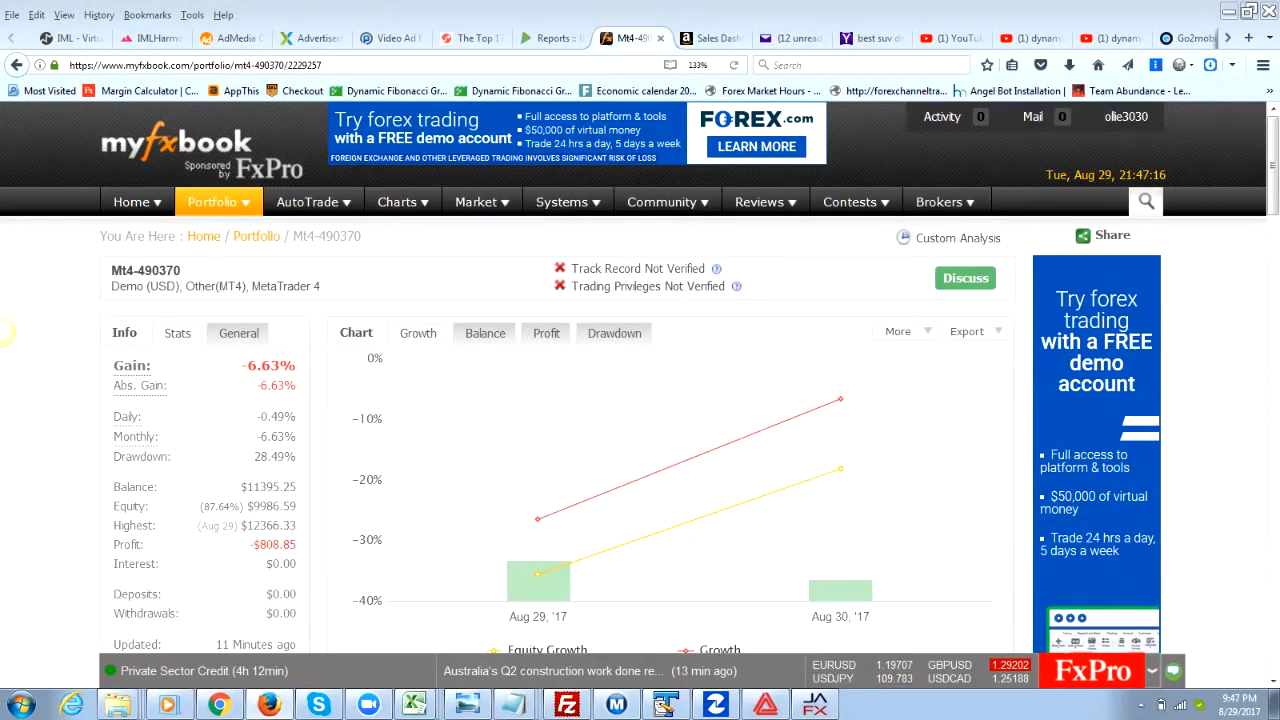 File Edit View History Bookmarks Tools Help
IML - Virtu IMLHarmo AdMedia C Advertise Video Ad The Top 1 Reports :: Mt4-490 Sales Dash (12 unrea best suv (1) YouTu (1) dynam (1) dynam Go2mobi
https://www.myfxbook.com/portfolio/mt4-490370/2229257 133% Search
Most Visited Margin Calculator | C... AppThis Checkout Dynamic Fibonacci Gr... Dynamic Fibonacci Gr... Economic calendar 20... Forex Market Hours - ... http://forexchanneltra... Angel Bot Installation | Team Abundance - Le... »
myfxbook
Sponsored by FxPro
Try forex trading
with a FREE demo account
FOREIGN EXCHANGE AND OTHER LEVERAGED TRADING INVOLVES SIGNIFICANT RISK OF LOSS
▪ Full access to platform & tools
▪ $50,000 of virtual money
▪ Trade 24 hrs a day, 5 days a week
FOREX.com
LEARN MORE
Activity 0 Mail 0 olie3030
Tue, Aug 29, 21:47:16
Home Portfolio AutoTrade Charts Market Systems Community Reviews Contests Brokers
You Are Here : Home / Portfolio / Mt4-490370
Custom Analysis
Share
Mt4-490370
Demo (USD), Other(MT4), MetaTrader 4
Track Record Not Verified
Trading Privileges Not Verified
Discuss
Info Stats General
Gain: -6.63%
Abs. Gain: -6.63%
Daily: -0.49%
Monthly: -6.63%
Drawdown: 28.49%
Balance: $11395.25
Equity: (87.64%) $9986.59
Highest: (Aug 29) $12366.33
Profit: -$808.85
Interest: $0.00
Deposits: $0.00
Withdrawals: $0.00
Updated: 11 Minutes ago
Chart Growth Balance Profit Drawdown More Export
0%
-10%
-20%
-30%
-40%
Aug 29, '17 Aug 30, '17
Equity Growth Growth
Try forex
trading
with a FREE
demo
account
▪ Full access to
platform & tools
▪ $50,000 of virtual
money
▪ Trade 24 hrs a day,
5 days a week
Private Sector Credit (4h 12min)
Australia's Q2 construction work done re... (13 min ago)
EURUSD 1.19707 GBPUSD 1.29202
USDJPY 109.783 USDCAD 1.25188
FxPro
JA
FX
9:47 PM
8/29/2017